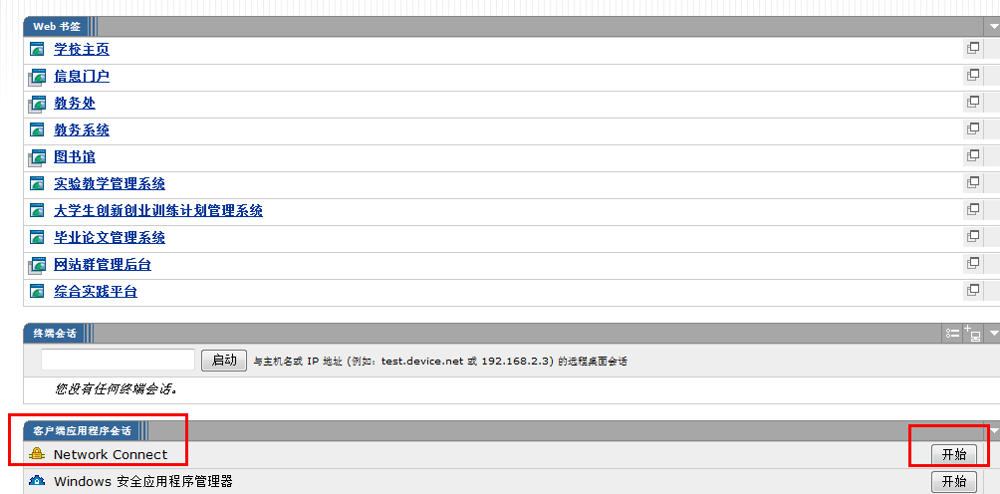 Web 书签
学校主页
信息门户
教务处
教务系统
图书馆
实验教学管理系统
大学生创新创业训练计划管理系统
毕业论文管理系统
网站群管理后台
综合实践平台
终端会话
启动 与主机名或 IP 地址 (例如: test.device.net 或 192.168.2.3) 的远程桌面会话
您没有任何终端会话。
客户端应用程序会话
Network Connect 开始
Windows 安全应用程序管理器 开始